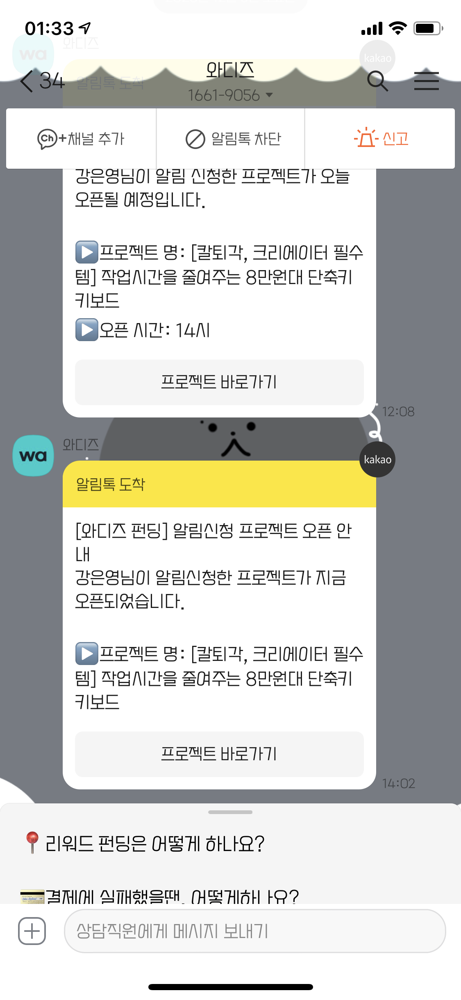 01:33
와디즈
wa
kakao
34
알림톡 도착
와디즈
1661-9056
Ch+채널 추가
알림톡 차단
신고
강은영님이 알림 신청한 프로젝트가 오늘
오픈될 예정입니다.
▶️프로젝트 명: [칼퇴각, 크리에이터 필수
템] 작업시간을 줄여주는 8만원대 단축키
키보드
▶️오픈 시간: 14시
프로젝트 바로가기
12:08
wa
와디즈
kakao
알림톡 도착
[와디즈 펀딩] 알림신청 프로젝트 오픈 안
내
강은영님이 알림신청한 프로젝트가 지금
오픈되었습니다.
▶️프로젝트 명: [칼퇴각, 크리에이터 필수
템] 작업시간을 줄여주는 8만원대 단축키
키보드
프로젝트 바로가기
14:02
📍리워드 펀딩은 어떻게 하나요?
💳결제에 실패했을땐, 어떻게하나요?
상담직원에게 메시지 보내기